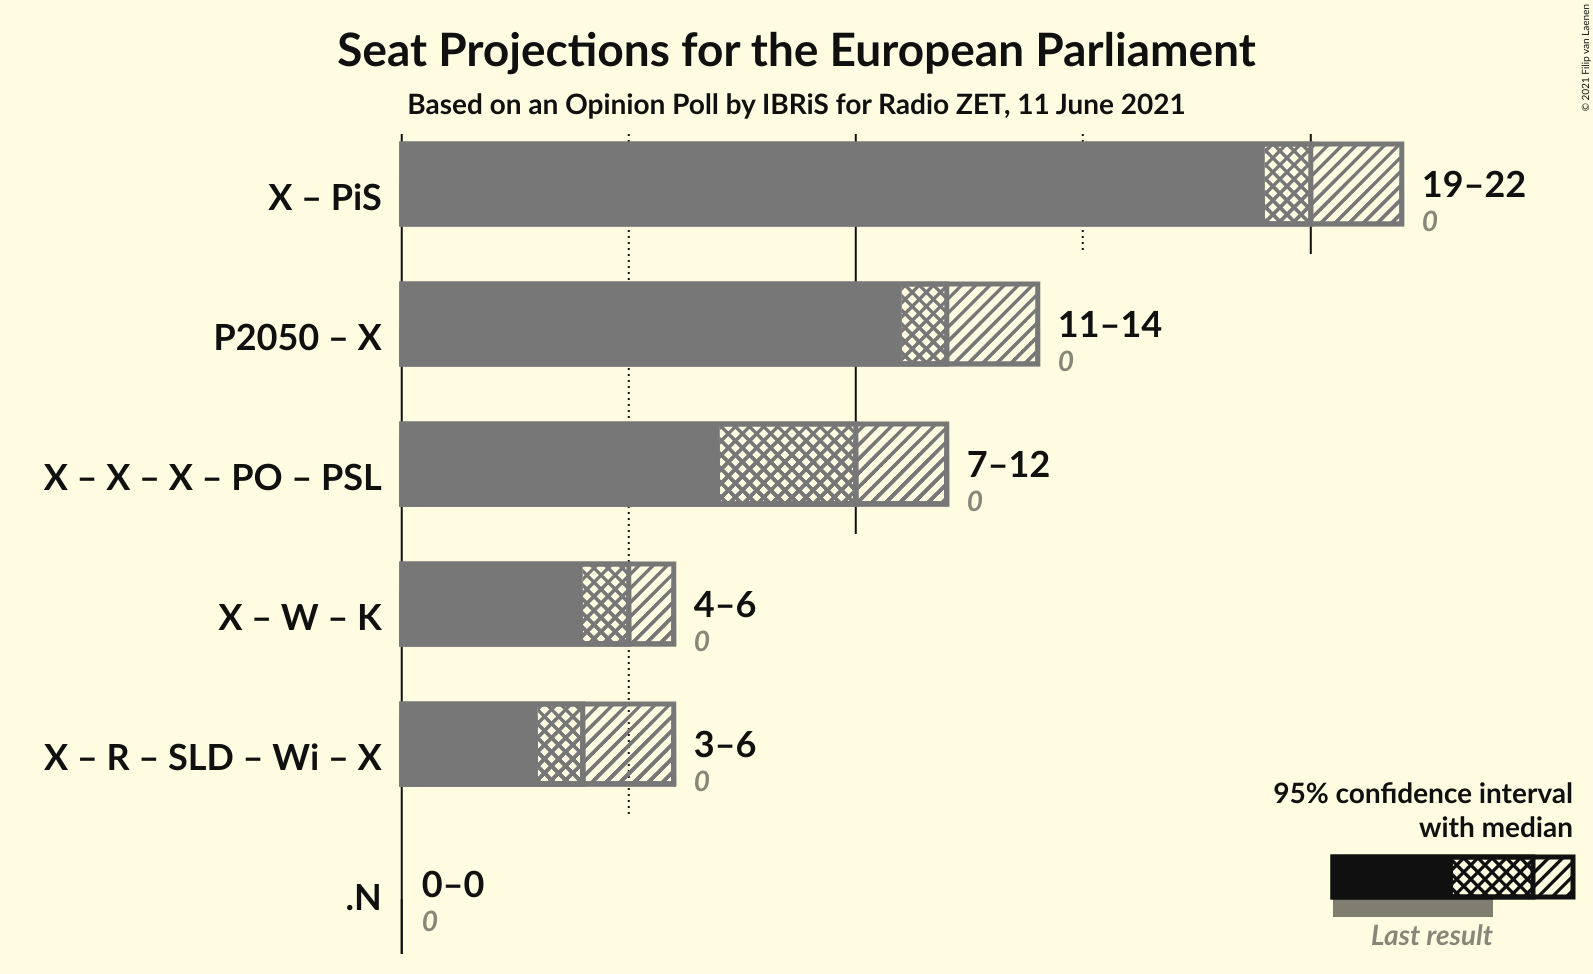 Seat Projections for the European Parliament
Based on an Opinion Poll by IBRiS for Radio ZET, 11 June 2021
© 2021 Filip van Laenen
X – PiS
19–22
0
P2050 – X
11–14
0
X – X – X – PO – PSL
7–12
0
X – W – K
4–6
0
X – R – SLD – Wi – X
3–6
0
.N
0–0
0
95% confidence interval
with median
Last result